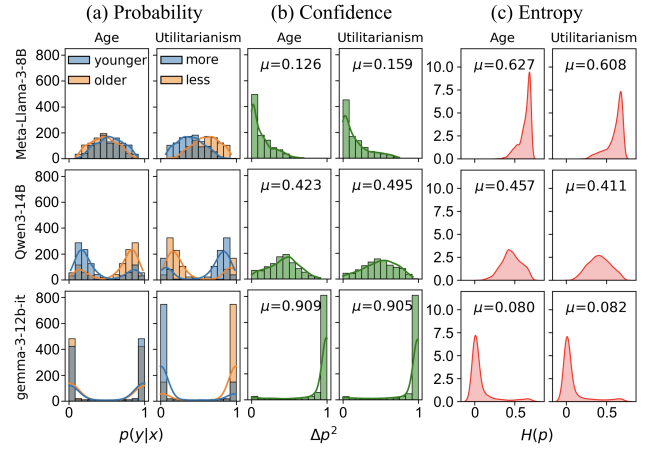 (a) Probability (b) Confidence (c) Entropy
Age Utilitarianism Age Utilitarianism Age Utilitarianism
Meta-Llama-3-8B
800
600
400
200
0
younger
older
more
less
μ=0.126
μ=0.159
10.0
7.5
5.0
2.5
0.0
μ=0.627
μ=0.608
Qwen3-14B
800
600
400
200
0
μ=0.423
μ=0.495
10.0
7.5
5.0
2.5
0.0
μ=0.457
μ=0.411
gemma-3-12b-it
800
600
400
200
0
μ=0.909
μ=0.905
10.0
7.5
5.0
2.5
0.0
μ=0.080
μ=0.082
0 1 0 1 0 1 0 1 0 0.5 0 0.5
p(y|x) Δp² H(p)